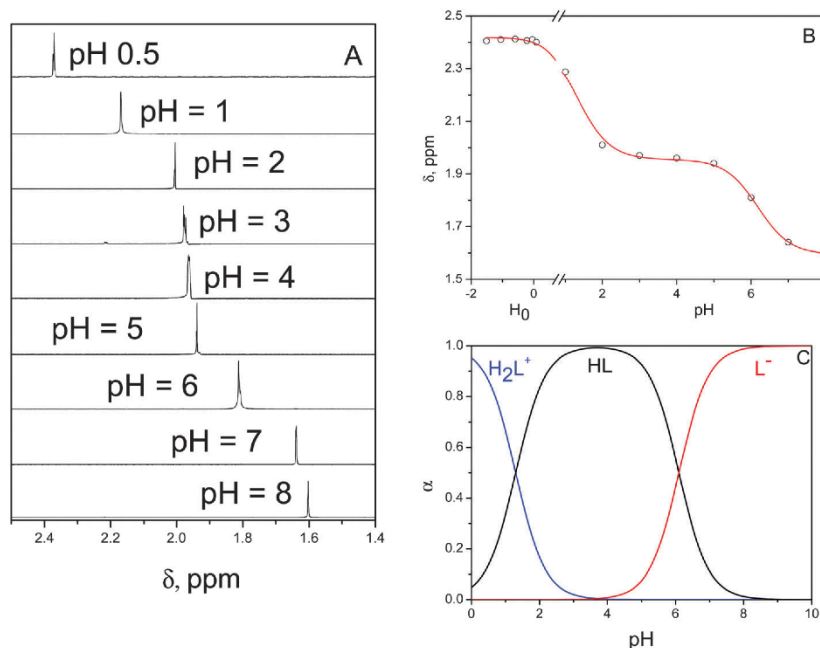 A
pH 0.5
pH = 1
pH = 2
pH = 3
pH = 4
pH = 5
pH = 6
pH = 7
pH = 8
2.4 2.2 2.0 1.8 1.6 1.4
δ, ppm
B
2.5
2.3
2.1
1.9
1.7
1.5
δ, ppm
-2 0 2 4 6
H₀ pH
C
H₂L⁺ HL L⁻
1.0
0.8
0.6
0.4
0.2
0.0
α
0 2 4 6 8 10
pH